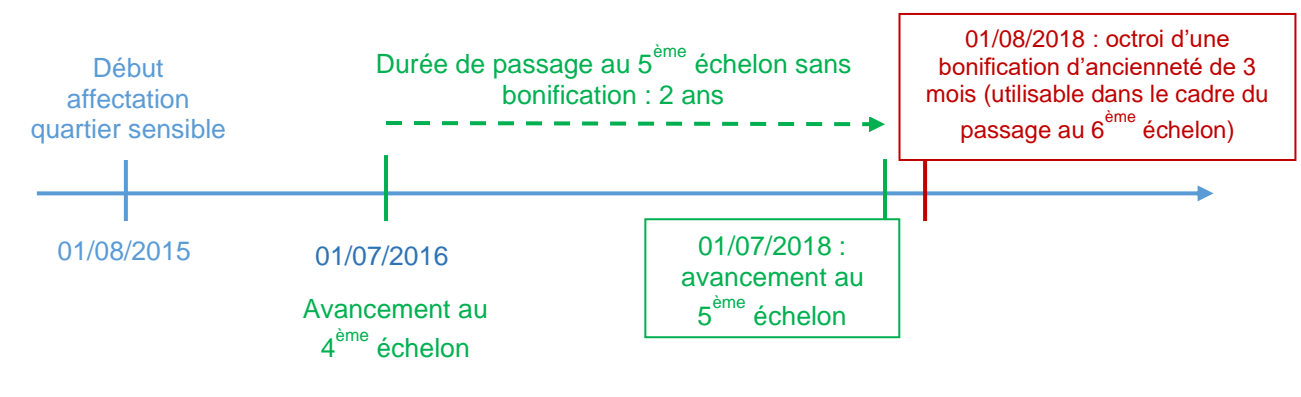 Début
affectation
quartier sensible
Durée de passage au 5ème échelon sans
bonification : 2 ans
01/08/2018 : octroi d’une
bonification d’ancienneté de 3
mois (utilisable dans le cadre du
passage au 6ème échelon)
01/08/2015
01/07/2016
Avancement au
4ème échelon
01/07/2018 :
avancement au
5ème échelon